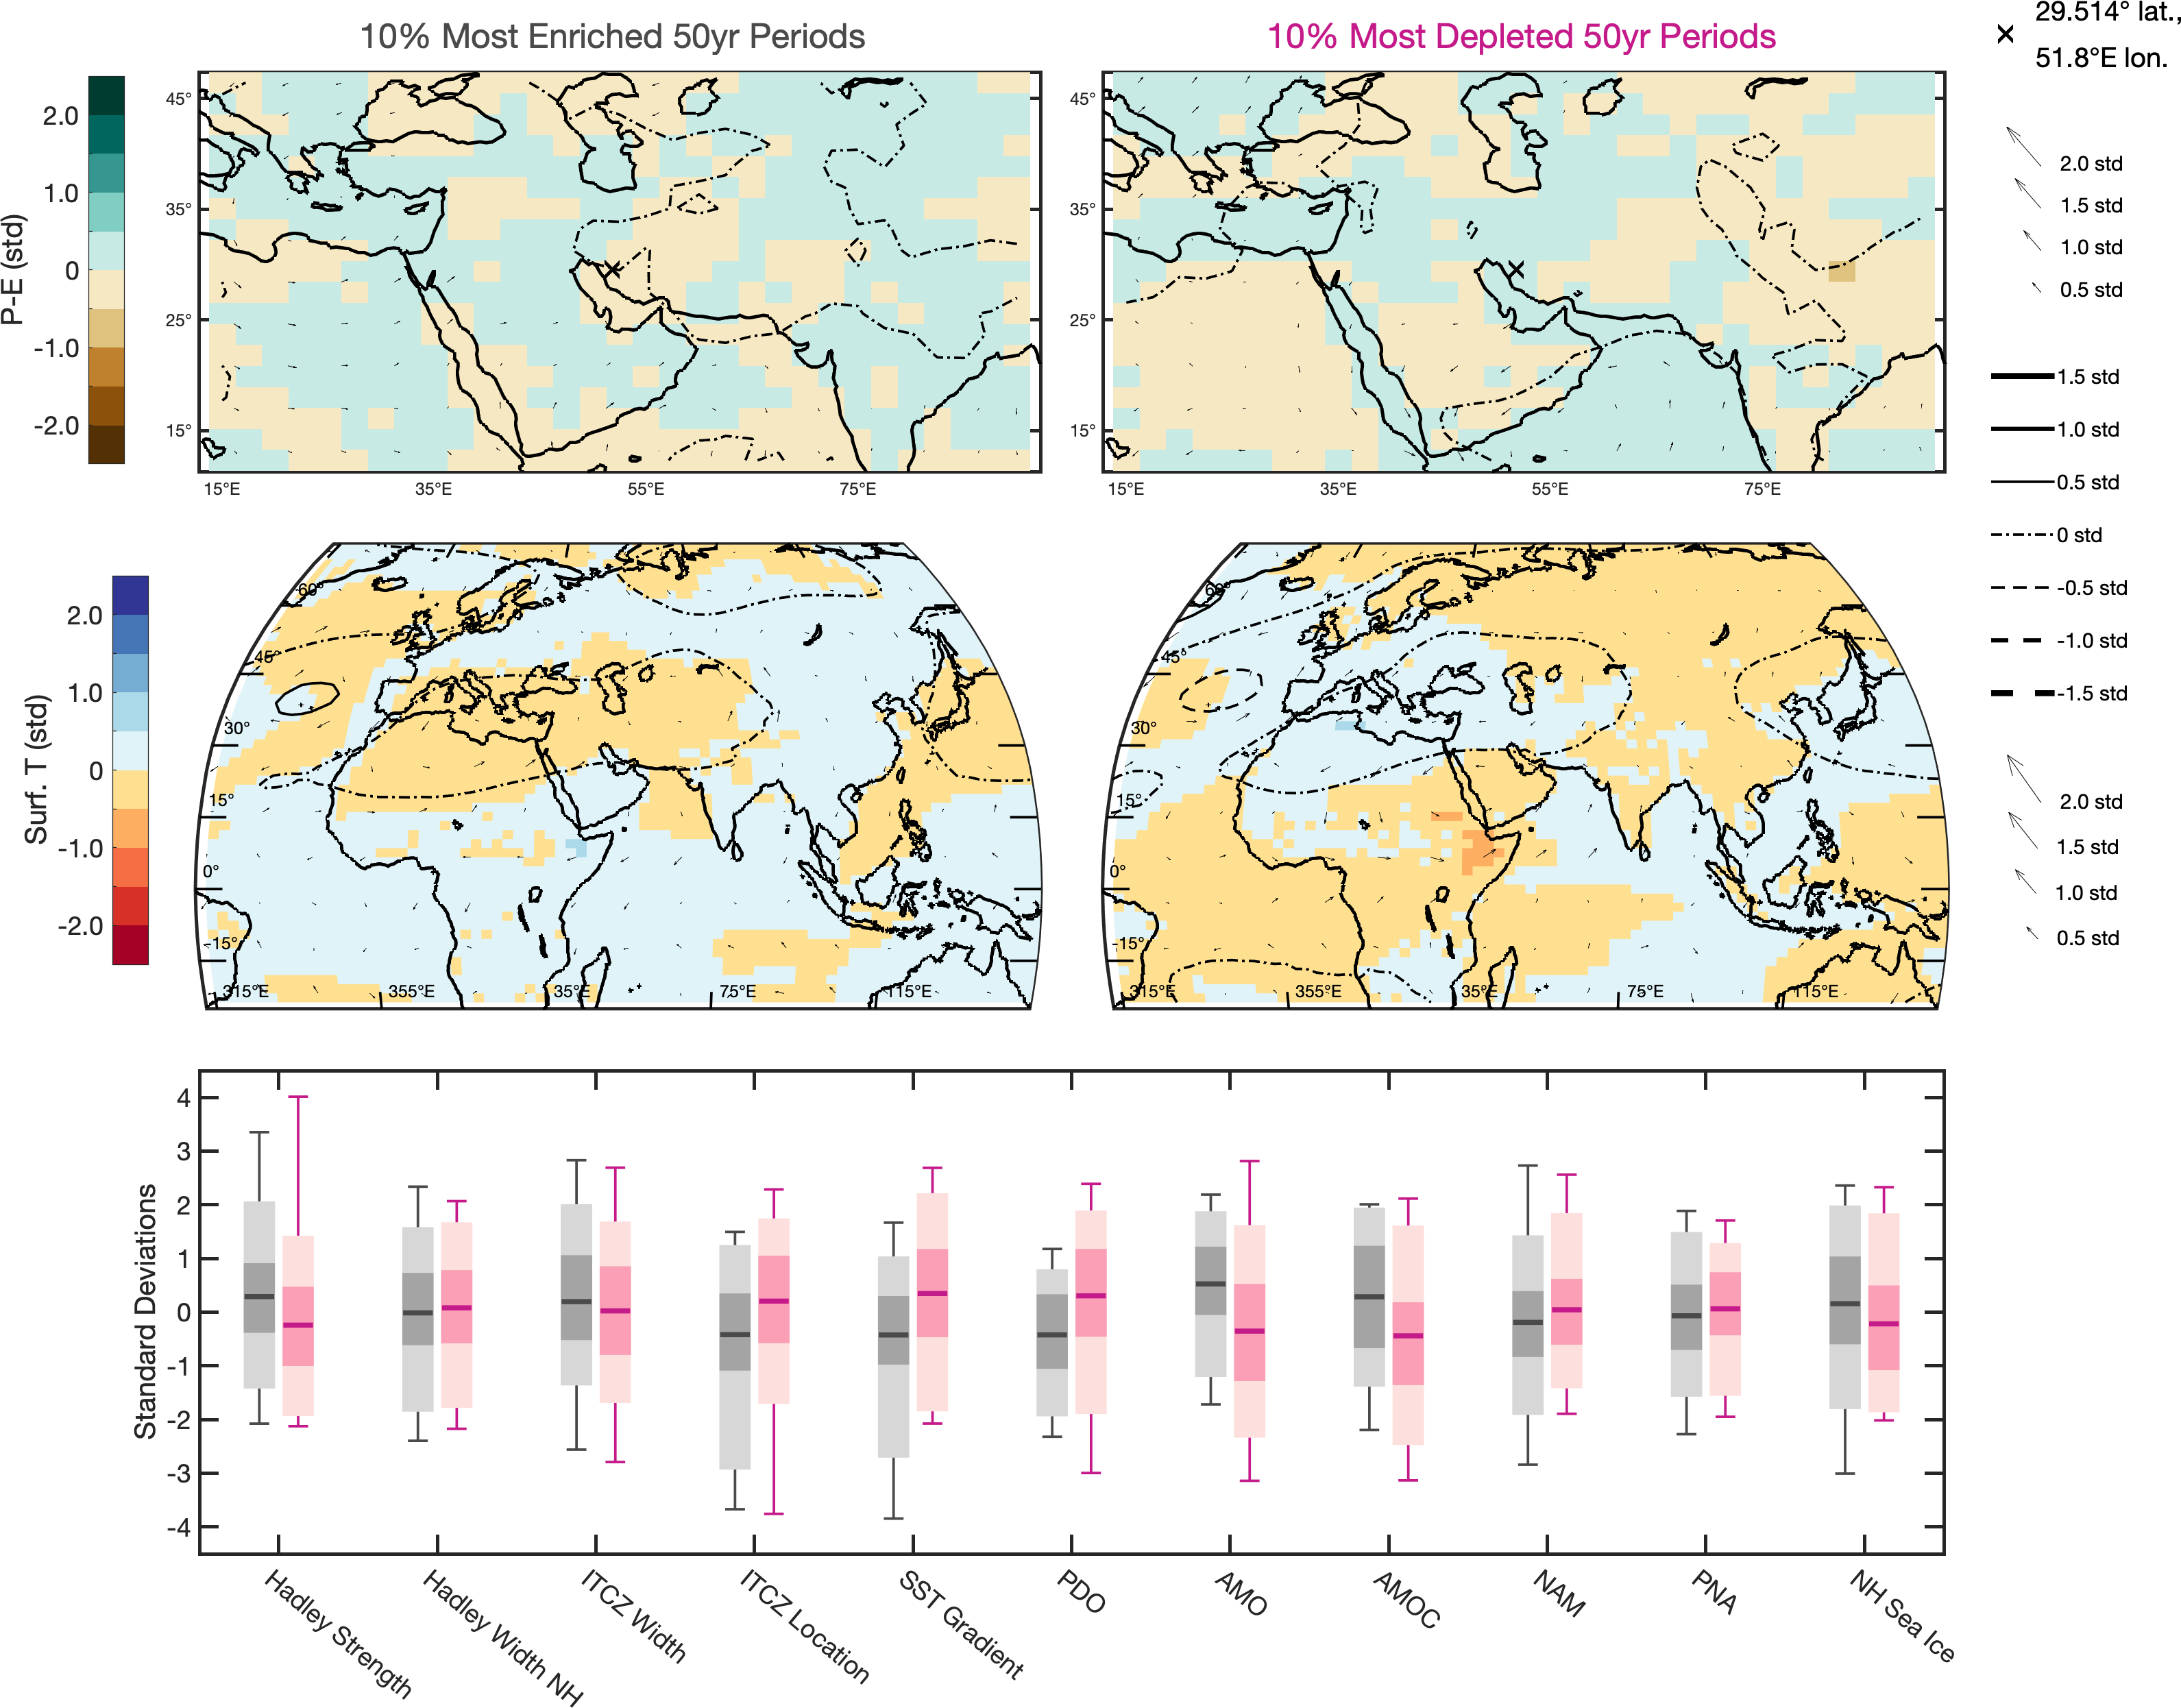 10% Most Enriched 50yr Periods
10% Most Depleted 50yr Periods
29.514° lat.,
51.8°E lon.
P-E (std)
2.0
1.0
0
-1.0
-2.0
45°
35°
25°
15°
15°E
35°E
55°E
75°E
45°
35°
25°
15°
15°E
35°E
55°E
75°E
2.0 std
1.5 std
1.0 std
0.5 std
1.5 std
1.0 std
0.5 std
0 std
-0.5 std
-1.0 std
-1.5 std
Surf. T (std)
2.0
1.0
0
-1.0
-2.0
60°
45°
30°
15°
0°
-15°
315°E
355°E
35°E
75°E
115°E
60°
45°
30°
15°
0°
-15°
315°E
355°E
35°E
75°E
115°E
2.0 std
1.5 std
1.0 std
0.5 std
Standard Deviations
4
3
2
1
0
-1
-2
-3
-4
Hadley Strength
Hadley Width NH
ITCZ Width
ITCZ Location
SST Gradient
PDO
AMO
AMOC
NAM
PNA
NH Sea Ice